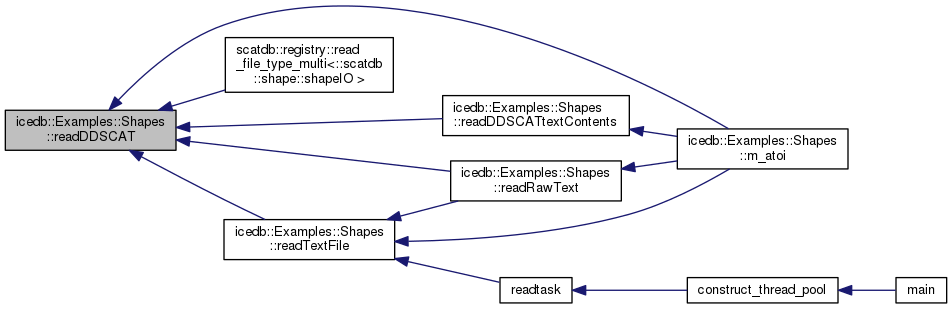 icedb::Examples::Shapes
::readDDSCAT
scatdb::registry::read
_file_type_multi<::scatdb
::shape::shapeIO >
icedb::Examples::Shapes
::readDDSCATtextContents
icedb::Examples::Shapes
::readRawText
icedb::Examples::Shapes
::readTextFile
icedb::Examples::Shapes
::m_atoi
readtask
construct_thread_pool
main